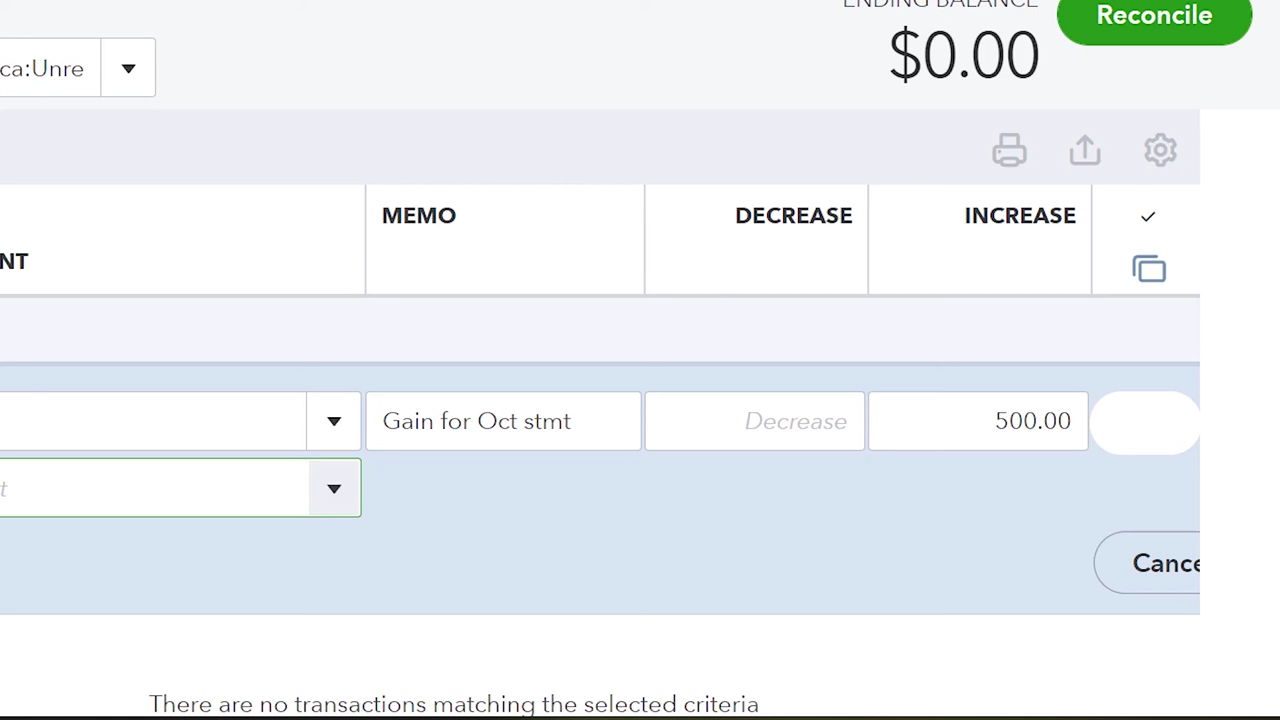 ENDING BALANCE
Reconcile
$0.00
ca:Unre
MEMO
DECREASE
INCREASE
NT
Gain for Oct stmt
Decrease
500.00
t
Cance
There are no transactions matching the selected criteria